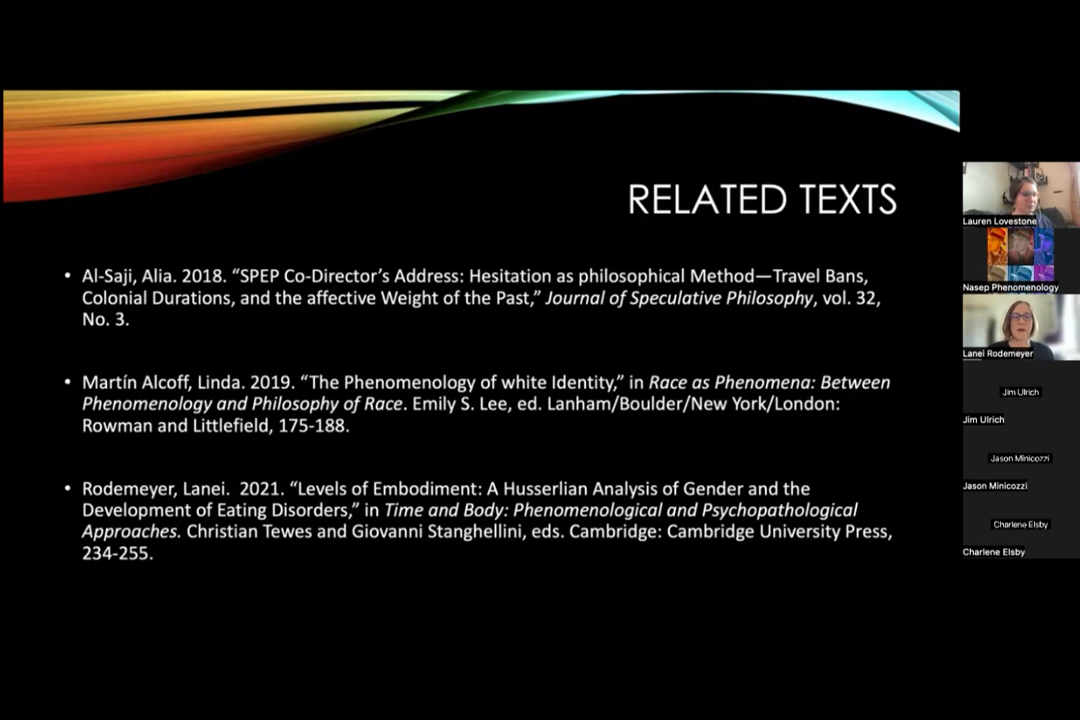 RELATED TEXTS
• Al-Saji, Alia. 2018. “SPEP Co-Director’s Address: Hesitation as philosophical Method—Travel Bans,
Colonial Durations, and the affective Weight of the Past,” Journal of Speculative Philosophy, vol. 32,
No. 3.
• Martín Alcoff, Linda. 2019. “The Phenomenology of white Identity,” in Race as Phenomena: Between
Phenomenology and Philosophy of Race. Emily S. Lee, ed. Lanham/Boulder/New York/London:
Rowman and Littlefield, 175-188.
• Rodemeyer, Lanei.  2021. “Levels of Embodiment: A Husserlian Analysis of Gender and the
Development of Eating Disorders,” in Time and Body: Phenomenological and Psychopathological
Approaches. Christian Tewes and Giovanni Stanghellini, eds. Cambridge: Cambridge University Press,
234-255.
Lauren Lovestone
Nasep Phenomenology
Lanei Rodemeyer
Jim Ulrich
Jim Ulrich
Jason Minicozzi
Jason Minicozzi
Charlene Elsby
Charlene Elsby